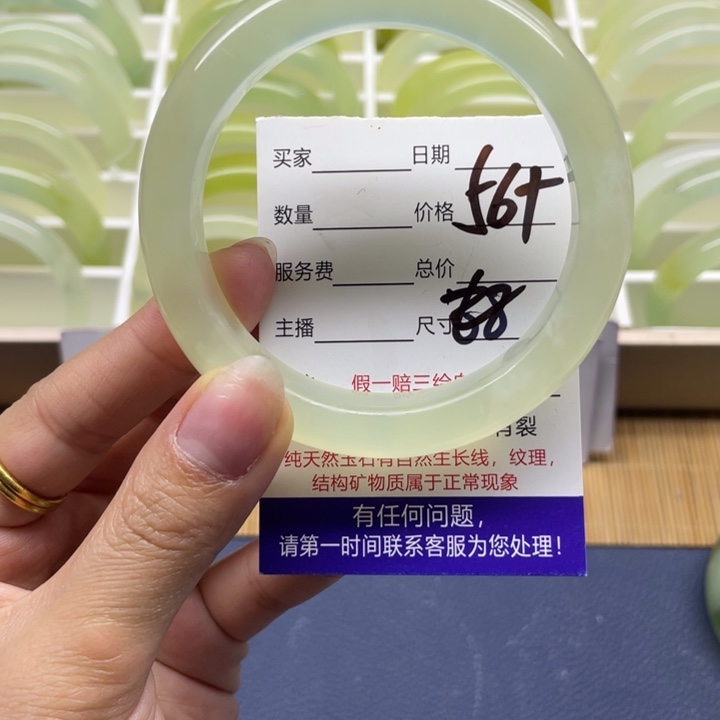 买家 日期
数量 价格 56+
服务费 总价
主播 尺寸 58
假一赔三给
有裂
纯天然玉石有自然生长线，纹理，
结构矿物质属于正常现象
有任何问题，
请第一时间联系客服为您处理！